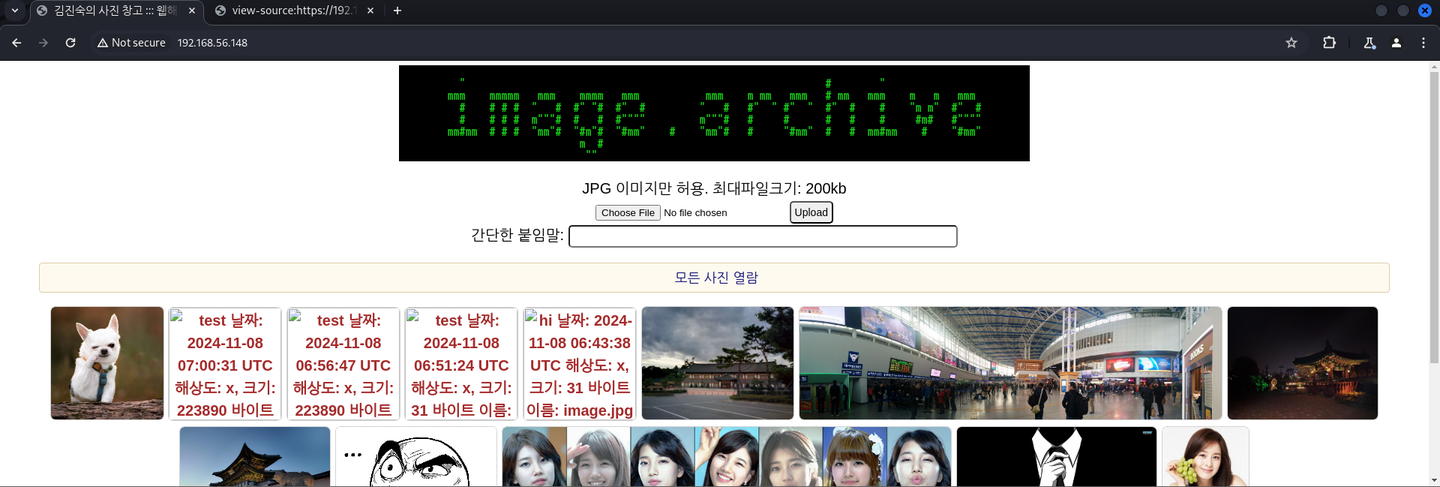 김진숙의 사진 창고 ::: 웹해
view-source:https://192.1
Not secure 192.168.56.148
image.archive
JPG 이미지만 허용. 최대파일크기: 200kb
Choose File No file chosen Upload
간단한 붙임말:
모든 사진 열람
test 날짜:
2024-11-08
07:00:31 UTC
해상도: x, 크기:
223890 바이트
test 날짜:
2024-11-08
06:56:47 UTC
해상도: x, 크기:
223890 바이트
test 날짜:
2024-11-08
06:51:24 UTC
해상도: x, 크기:
31 바이트 이름:
hi 날짜: 2024-
11-08 06:43:38
UTC 해상도: x,
크기: 31 바이트
이름: image.jpg
...